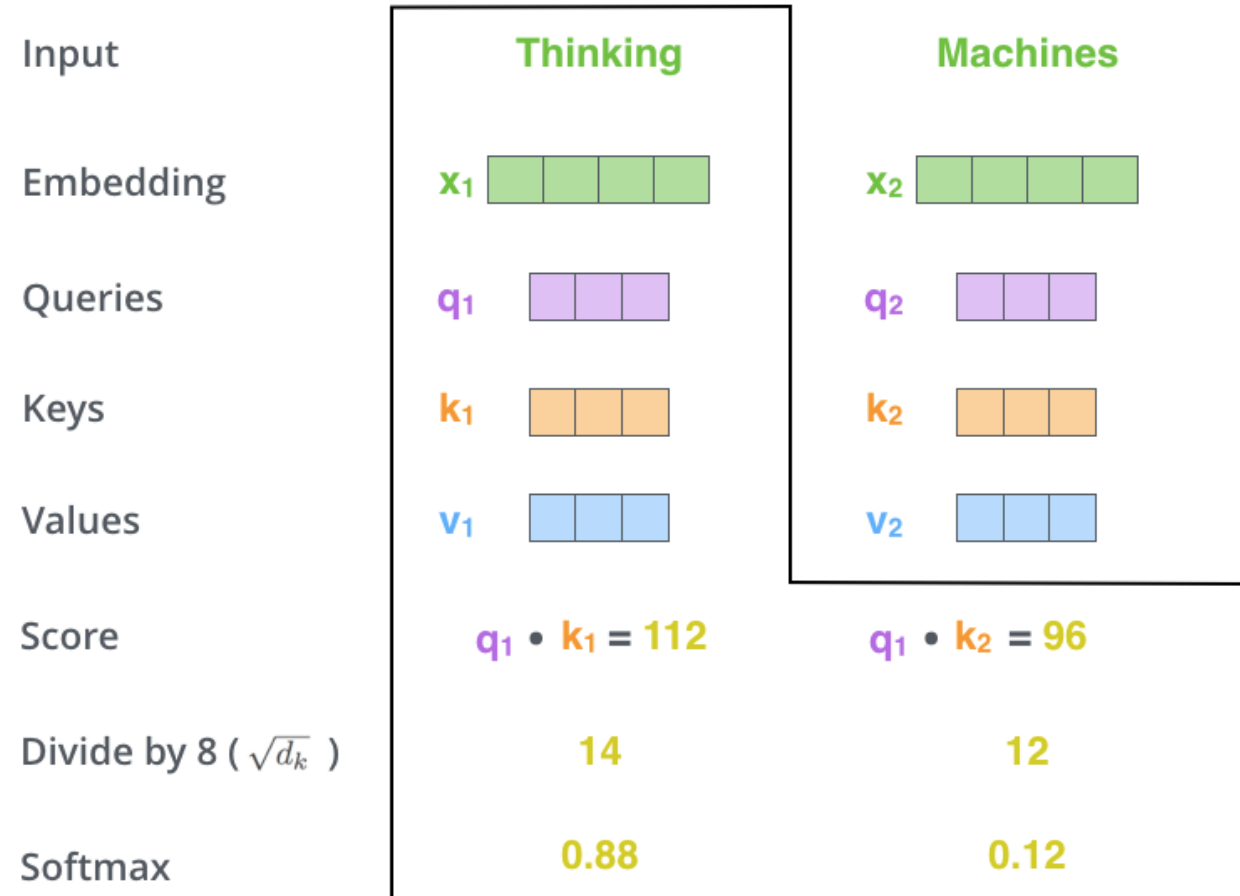 Input Thinking Machines
Embedding x₁ x₂
Queries q₁ q₂
Keys k₁ k₂
Values v₁ v₂
Score q₁ • k₁ = 112 q₁ • k₂ = 96
Divide by 8 ( √dₖ ) 14 12
Softmax 0.88 0.12